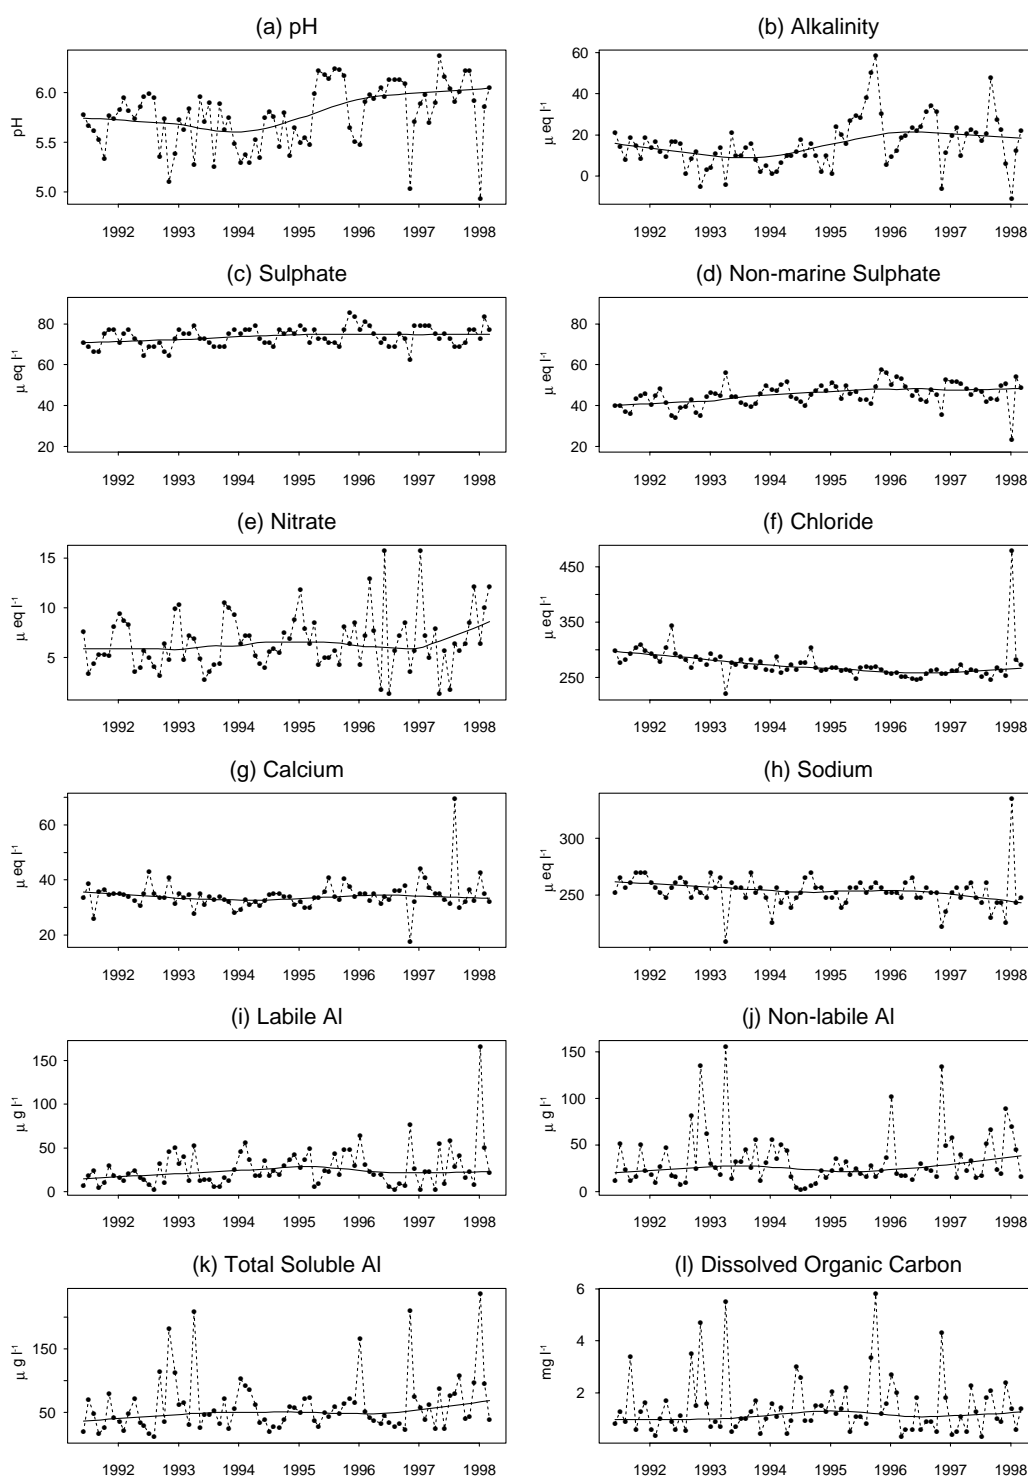 (a) pH (b) Alkalinity
pH 5.0 5.5 6.0
µ eq l-1 0 20 40 60
1992 1993 1994 1995 1996 1997 1998 1992 1993 1994 1995 1996 1997 1998
(c) Sulphate (d) Non-marine Sulphate
µ eq l-1 20 40 60 80
µ eq l-1 20 40 60 80
1992 1993 1994 1995 1996 1997 1998 1992 1993 1994 1995 1996 1997 1998
(e) Nitrate (f) Chloride
µ eq l-1 5 10 15
µ eq l-1 250 350 450
1992 1993 1994 1995 1996 1997 1998 1992 1993 1994 1995 1996 1997 1998
(g) Calcium (h) Sodium
µ eq l-1 20 40 60
µ eq l-1 250 300
1992 1993 1994 1995 1996 1997 1998 1992 1993 1994 1995 1996 1997 1998
(i) Labile Al (j) Non-labile Al
µ g l-1 0 50 100 150
µ g l-1 0 50 100 150
1992 1993 1994 1995 1996 1997 1998 1992 1993 1994 1995 1996 1997 1998
(k) Total Soluble Al (l) Dissolved Organic Carbon
µ g l-1 50 150
mg l-1 2 4 6
1992 1993 1994 1995 1996 1997 1998 1992 1993 1994 1995 1996 1997 1998